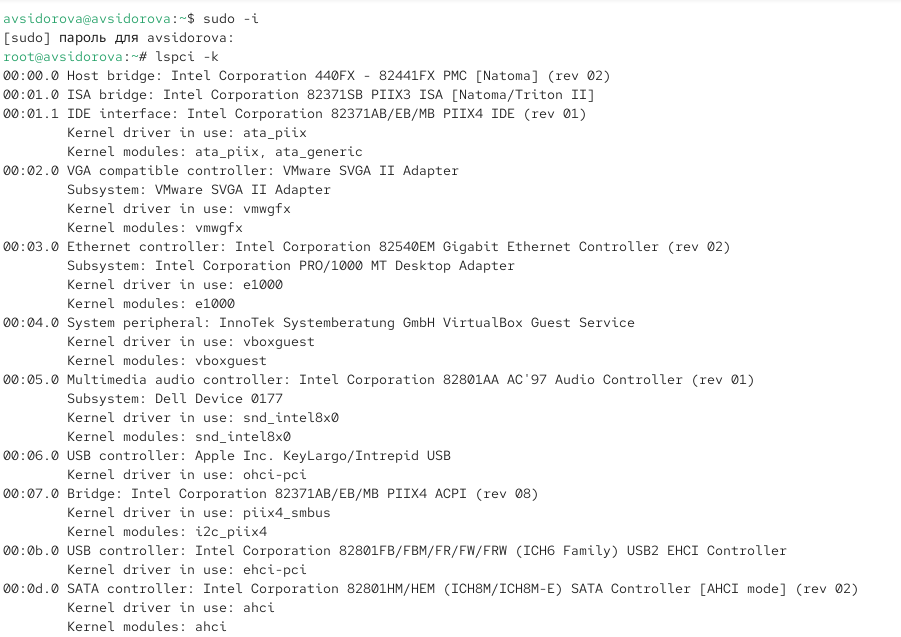 avsidorova@avsidorova:~$ sudo -i
[sudo] пароль для avsidorova:
root@avsidorova:~# lspci -k
00:00.0 Host bridge: Intel Corporation 440FX - 82441FX PMC [Natoma] (rev 02)
00:01.0 ISA bridge: Intel Corporation 82371SB PIIX3 ISA [Natoma/Triton II]
00:01.1 IDE interface: Intel Corporation 82371AB/EB/MB PIIX4 IDE (rev 01)
        Kernel driver in use: ata_piix
        Kernel modules: ata_piix, ata_generic
00:02.0 VGA compatible controller: VMware SVGA II Adapter
        Subsystem: VMware SVGA II Adapter
        Kernel driver in use: vmwgfx
        Kernel modules: vmwgfx
00:03.0 Ethernet controller: Intel Corporation 82540EM Gigabit Ethernet Controller (rev 02)
        Subsystem: Intel Corporation PRO/1000 MT Desktop Adapter
        Kernel driver in use: e1000
        Kernel modules: e1000
00:04.0 System peripheral: InnoTek Systemberatung GmbH VirtualBox Guest Service
        Kernel driver in use: vboxguest
        Kernel modules: vboxguest
00:05.0 Multimedia audio controller: Intel Corporation 82801AA AC'97 Audio Controller (rev 01)
        Subsystem: Dell Device 0177
        Kernel driver in use: snd_intel8x0
        Kernel modules: snd_intel8x0
00:06.0 USB controller: Apple Inc. KeyLargo/Intrepid USB
        Kernel driver in use: ohci-pci
00:07.0 Bridge: Intel Corporation 82371AB/EB/MB PIIX4 ACPI (rev 08)
        Kernel driver in use: piix4_smbus
        Kernel modules: i2c_piix4
00:0b.0 USB controller: Intel Corporation 82801FB/FBM/FR/FW/FRW (ICH6 Family) USB2 EHCI Controller
        Kernel driver in use: ehci-pci
00:0d.0 SATA controller: Intel Corporation 82801HM/HEM (ICH8M/ICH8M-E) SATA Controller [AHCI mode] (rev 02)
        Kernel driver in use: ahci
        Kernel modules: ahci